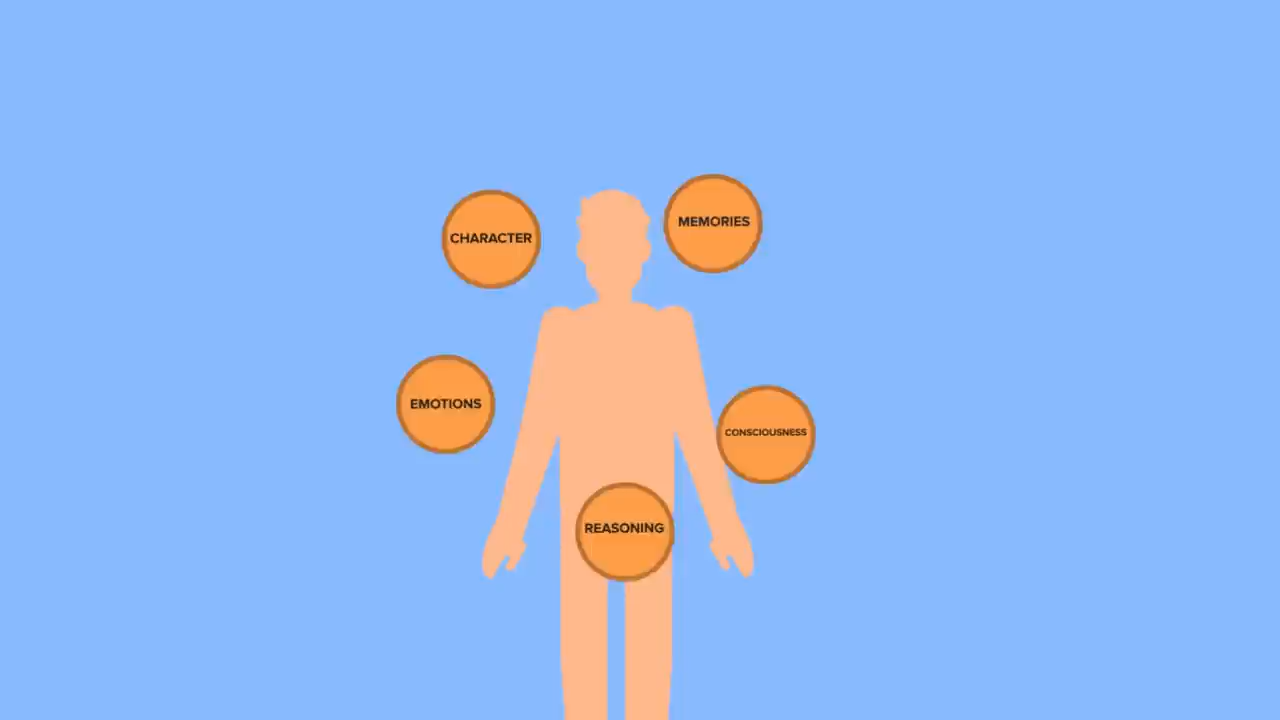 CHARACTER
MEMORIES
EMOTIONS
CONSCIOUSNESS
REASONING